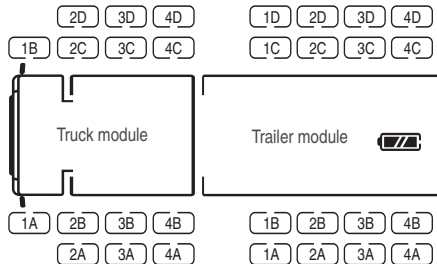 2D 3D 4D 1D 2D 3D 4D
1B 2C 3C 4C 1C 2C 3C 4C
Truck module Trailer module
1A 2B 3B 4B 1B 2B 3B 4B
2A 3A 4A 1A 2A 3A 4A